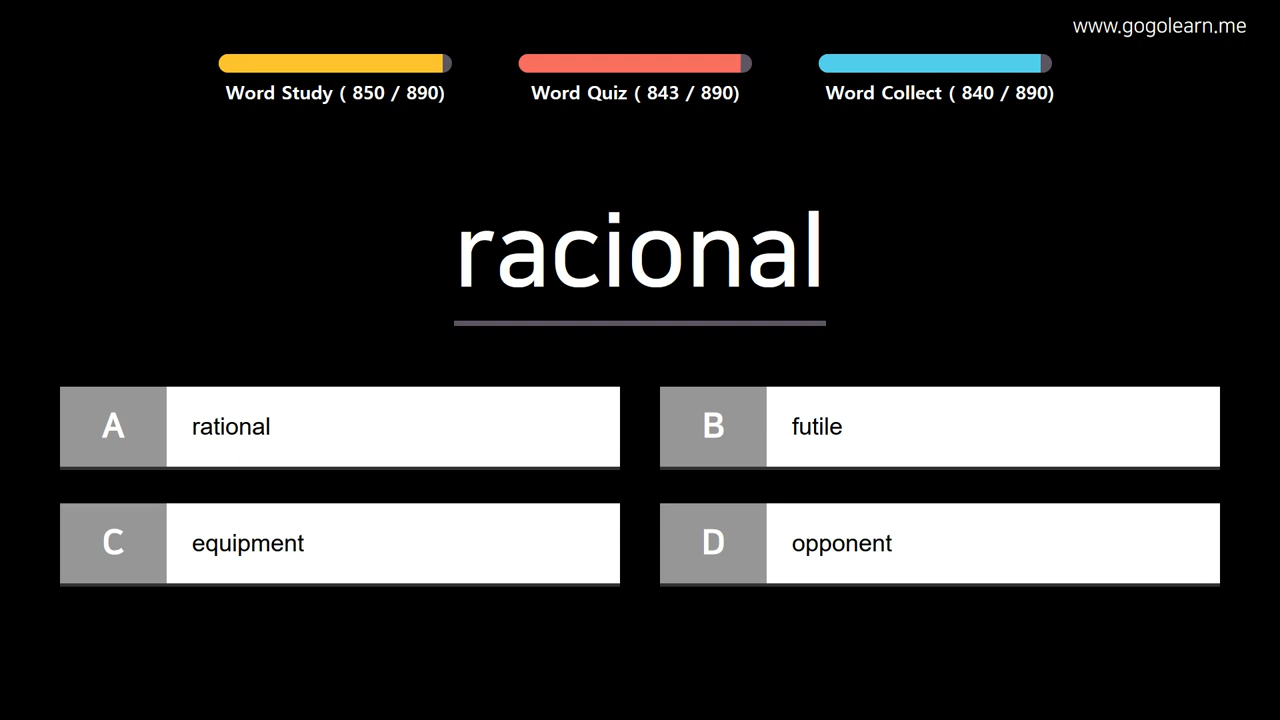 www.gogolearn.me
Word Study ( 850 / 890)
Word Quiz ( 843 / 890)
Word Collect ( 840 / 890)
racional
A rational
B futile
C equipment
D opponent